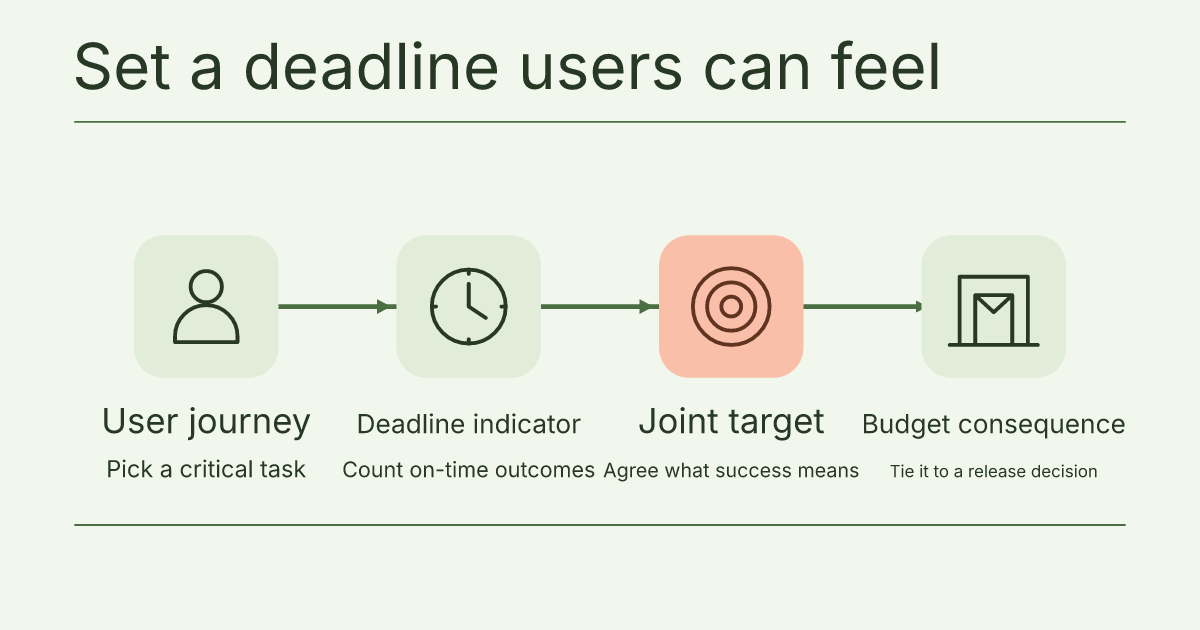 Set a deadline users can feel
User journey
Pick a critical task
Deadline indicator
Count on-time outcomes
Joint target
Agree what success means
Budget consequence
Tie it to a release decision